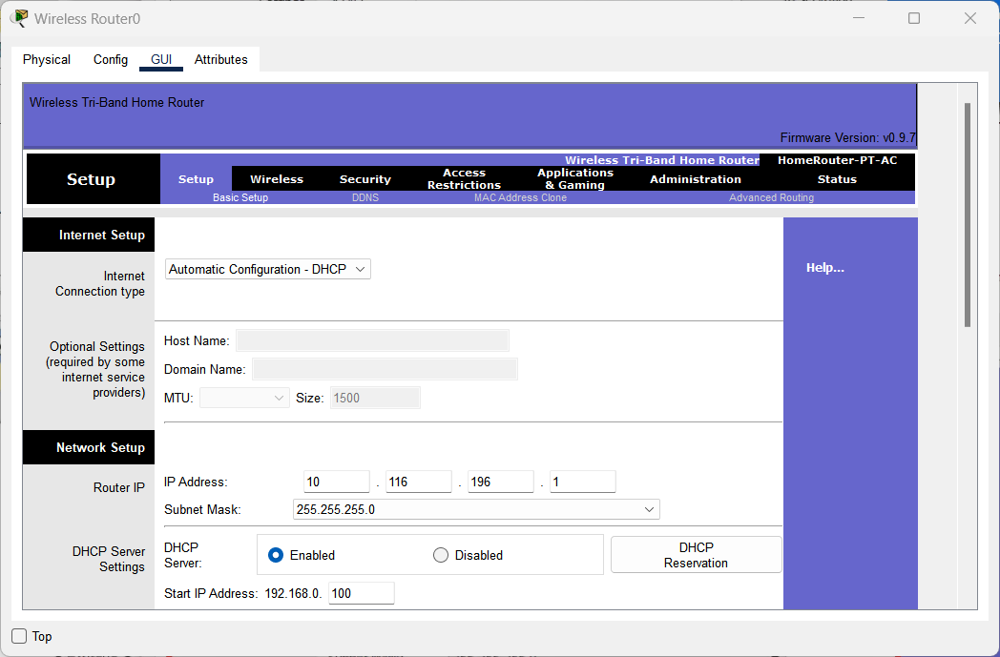 Wireless Router0
Physical Config GUI Attributes
Wireless Tri-Band Home Router
Firmware Version: v0.9.7
Wireless Tri-Band Home Router HomeRouter-PT-AC
Setup
Setup Wireless Security Access Restrictions Applications & Gaming Administration Status
Basic Setup DDNS MAC Address Clone Advanced Routing
Internet Setup
Internet Connection type
Automatic Configuration - DHCP
Help...
Optional Settings (required by some internet service providers)
Host Name:
Domain Name:
MTU: Size: 1500
Network Setup
Router IP
IP Address: 10 . 116 . 196 . 1
Subnet Mask: 255.255.255.0
DHCP Server Settings
DHCP Server: Enabled Disabled
DHCP Reservation
Start IP Address: 192.168.0. 100
Top